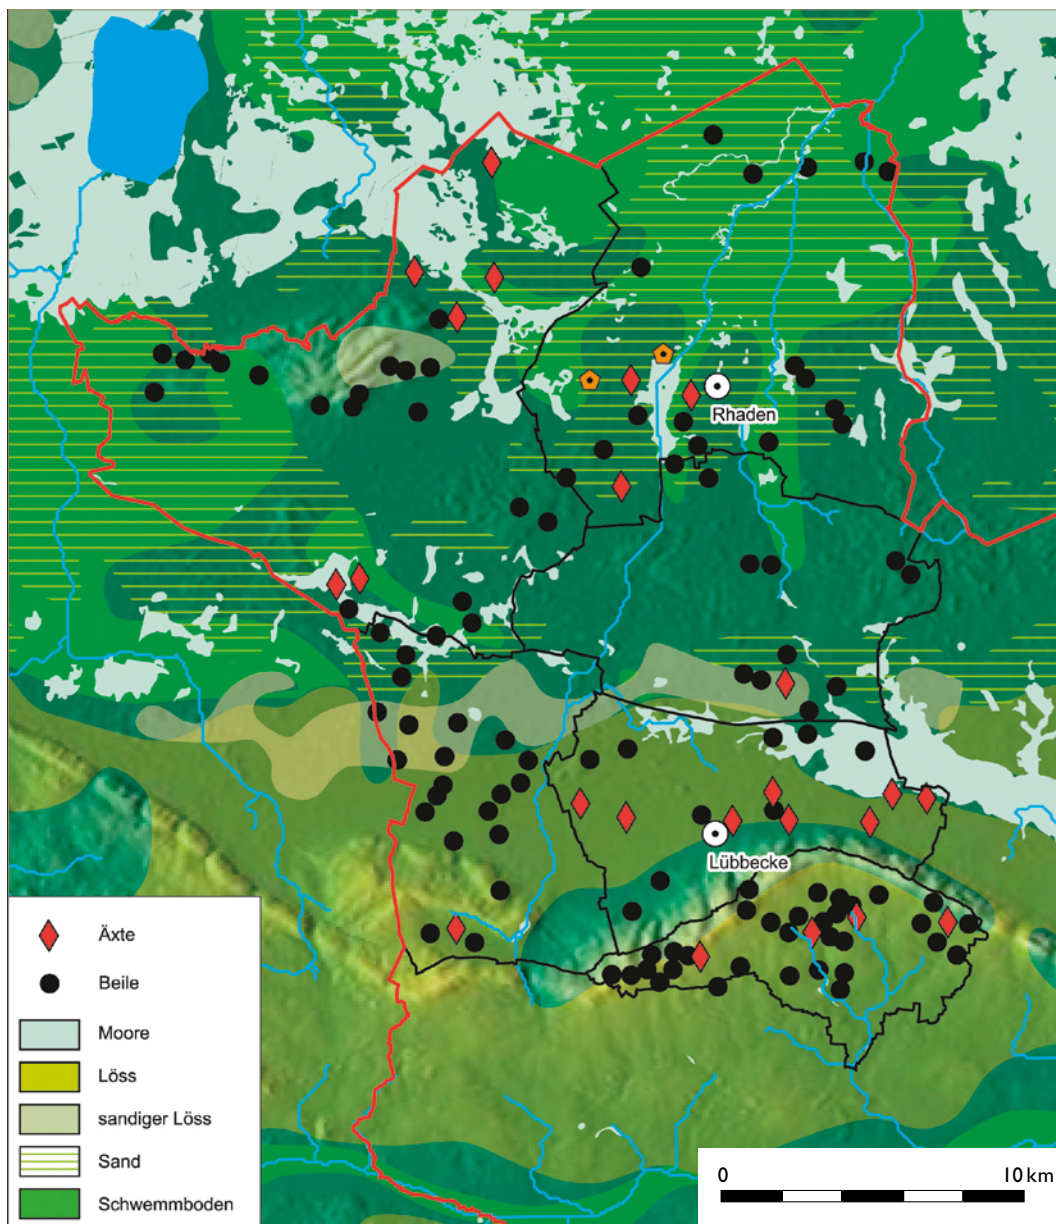 Rhaden
Lübbecke
Äxte
Beile
Moore
Löss
sandiger Löss
Sand
Schwemmboden
0 10 km